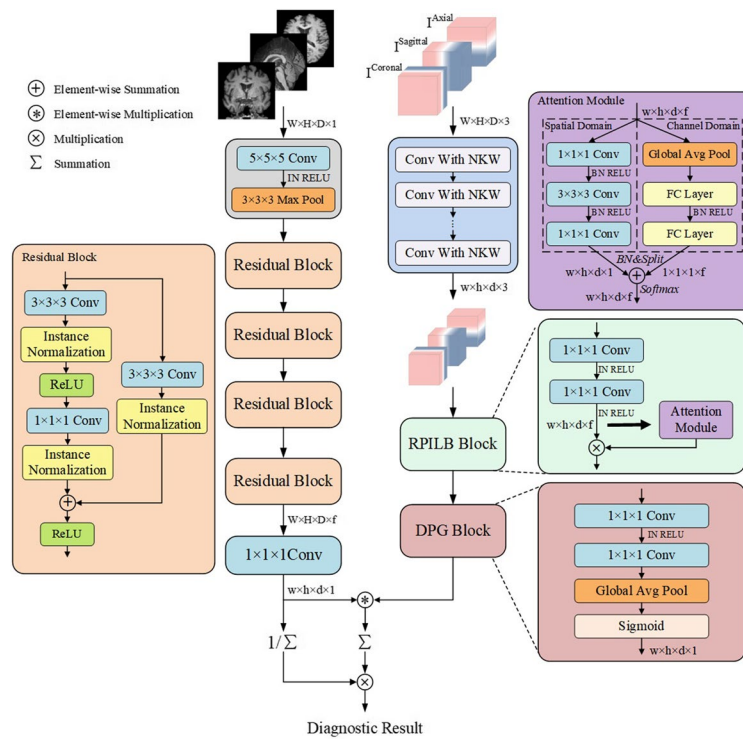 Element-wise Summation
Element-wise Multiplication
Multiplication
Σ Summation
W×H×D×1
5×5×5 Conv
IN RELU
3×3×3 Max Pool
Residual Block
Residual Block
Residual Block
Residual Block
W×H×D×f
1×1×1Conv
w×h×d×1
1/Σ
Σ
Diagnostic Result
I^Axial
I^Sagittal
I^Coronal
W×H×D×3
Conv With NKW
Conv With NKW
Conv With NKW
w×h×d×3
RPILB Block
DPG Block
Residual Block
3×3×3 Conv
Instance
Normalization
ReLU
1×1×1 Conv
Instance
Normalization
ReLU
3×3×3 Conv
Instance
Normalization
Attention Module
w×h×d×f
Spatial Domain
Channel Domain
1×1×1 Conv
BN RELU
3×3×3 Conv
BN RELU
1×1×1 Conv
Global Avg Pool
FC Layer
BN RELU
FC Layer
BN&Split
w×h×d×1
1×1×1×f
Softmax
w×h×d×f
1×1×1 Conv
IN RELU
1×1×1 Conv
IN RELU
w×h×d×f
Attention
Module
1×1×1 Conv
IN RELU
1×1×1 Conv
Global Avg Pool
Sigmoid
w×h×d×1